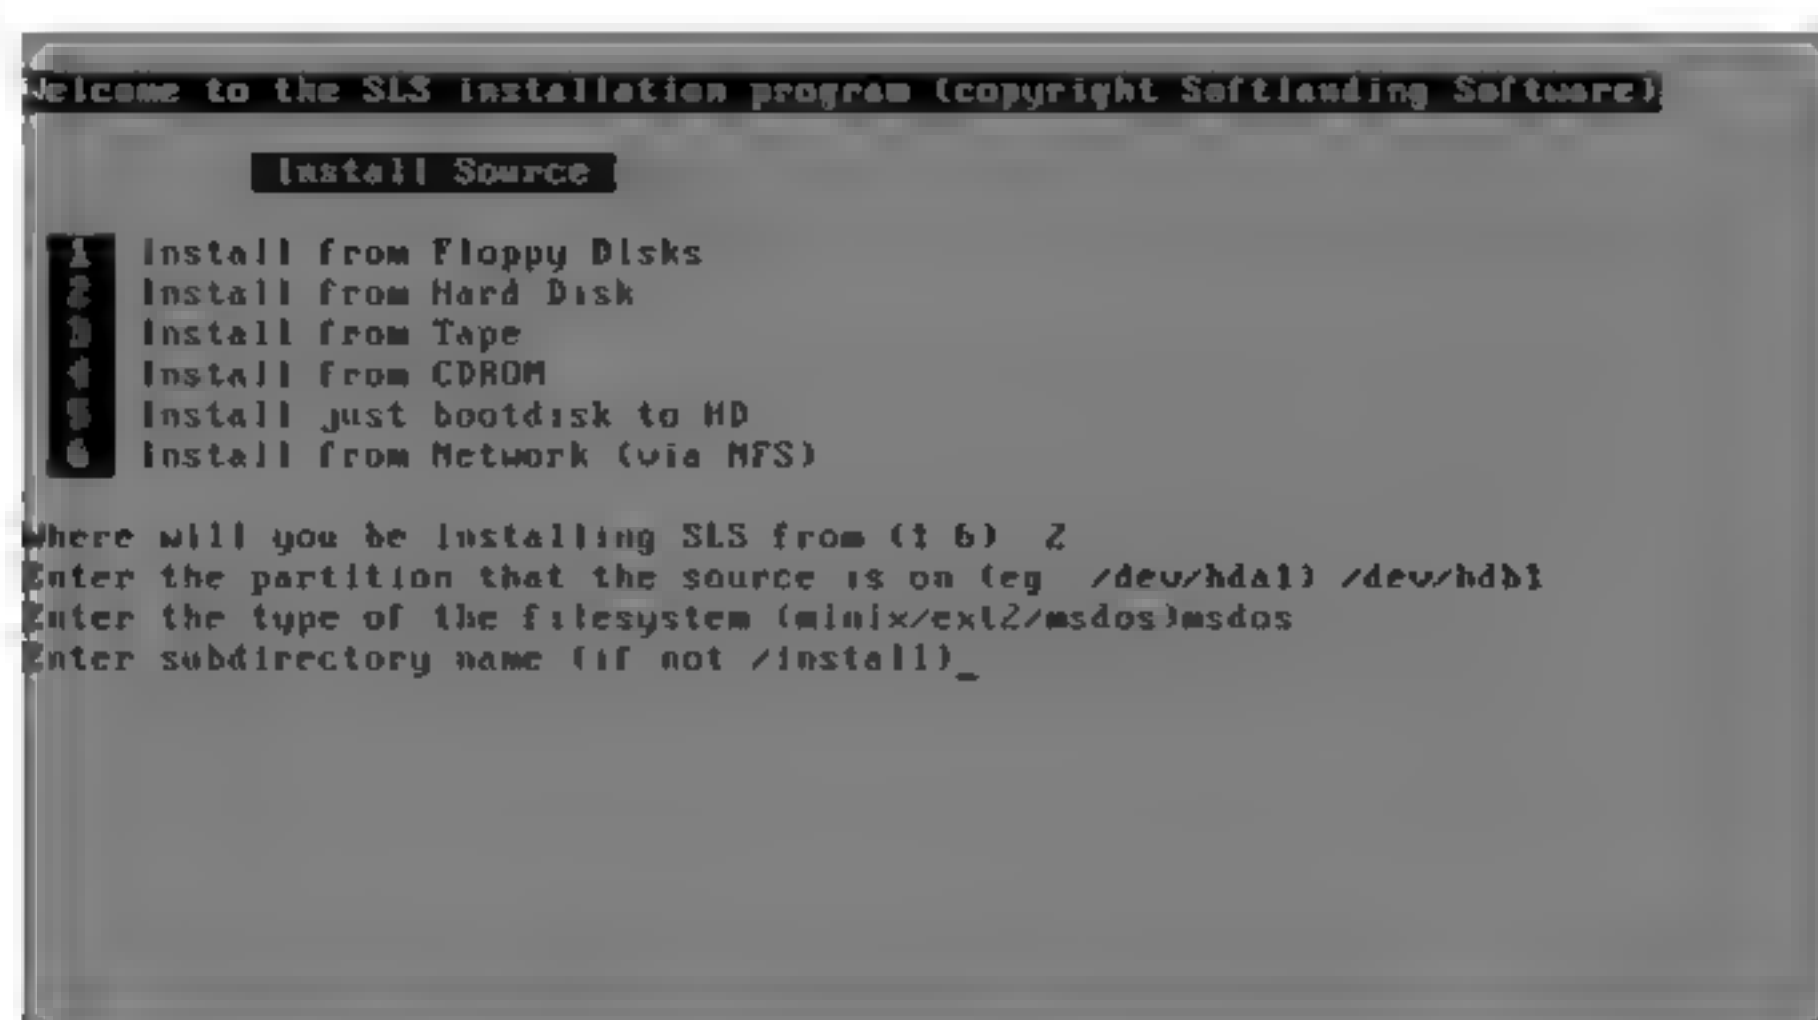 Welcome to the SLS installation program (copyright Softlanding Software)
Install Source
1 Install from Floppy Disks
2 Install from Hard Disk
3 Install from Tape
4 Install from CDROM
5 Install just bootdisk to HD
6 Install from Network (via NFS)
Where will you be installing SLS from (1 6) 2
Enter the partition that the source is on (eg /dev/hda1) /dev/hdb1
Enter the type of the filesystem (minix/ext2/msdos)msdos
Enter subdirectory name (if not /install)_